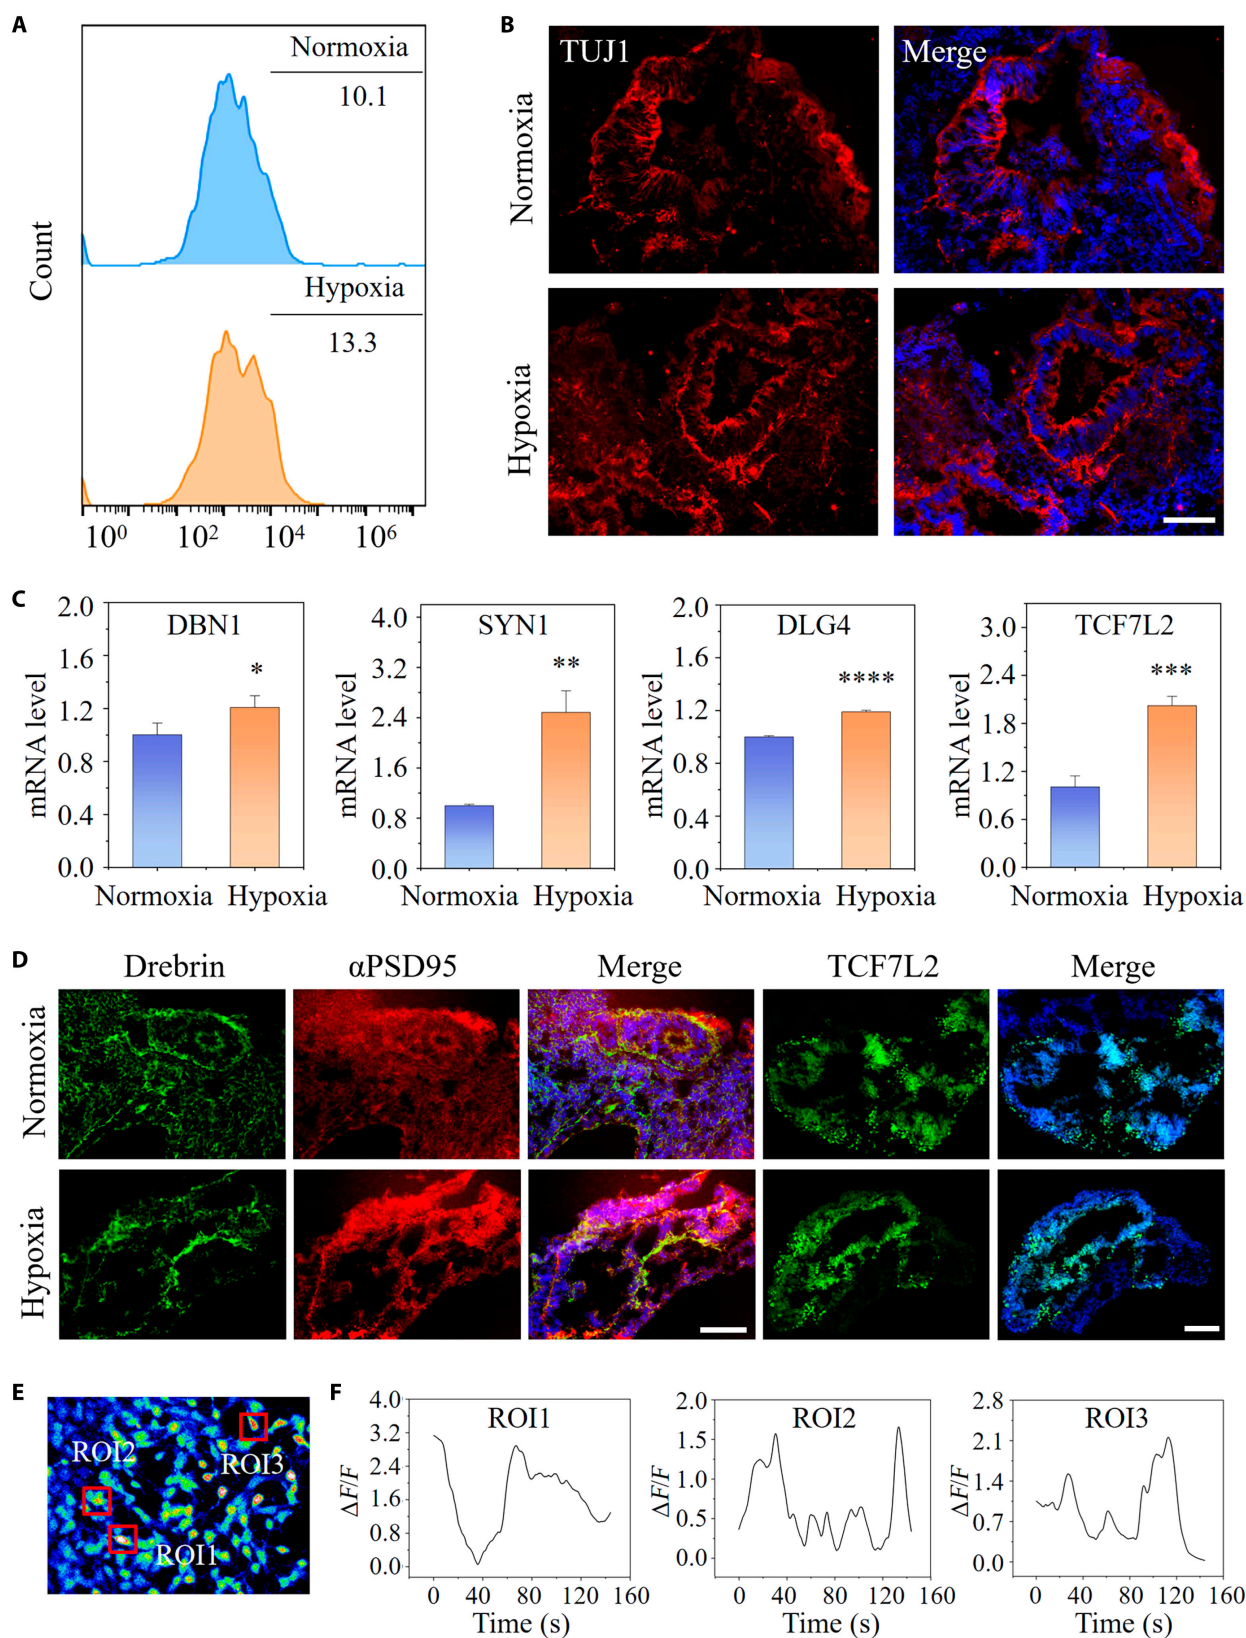 A
Normoxia
10.1
Hypoxia
13.3
Count
10⁰ 10² 10⁴ 10⁶
B
TUJ1 Merge
Normoxia
Hypoxia
C
DBN1
mRNA level
2.0
1.6
1.2
0.8
0.4
0.0
*
Normoxia Hypoxia
SYN1
mRNA level
4.0
3.2
2.4
1.6
0.8
0.0
**
Normoxia Hypoxia
DLG4
mRNA level
2.0
1.6
1.2
0.8
0.4
0.0
****
Normoxia Hypoxia
TCF7L2
mRNA level
3.0
2.4
1.8
1.2
0.6
0.0
***
Normoxia Hypoxia
D
Drebrin αPSD95 Merge TCF7L2 Merge
Normoxia
Hypoxia
E
ROI2
ROI3
ROI1
F
ROI1
ΔF/F
4.0
3.2
2.4
1.6
0.8
0.0
0 40 80 120 160
Time (s)
ROI2
ΔF/F
2.0
1.5
1.0
0.5
0.0
0 40 80 120 160
Time (s)
ROI3
ΔF/F
2.8
2.1
1.4
0.7
0.0
0 40 80 120 160
Time (s)